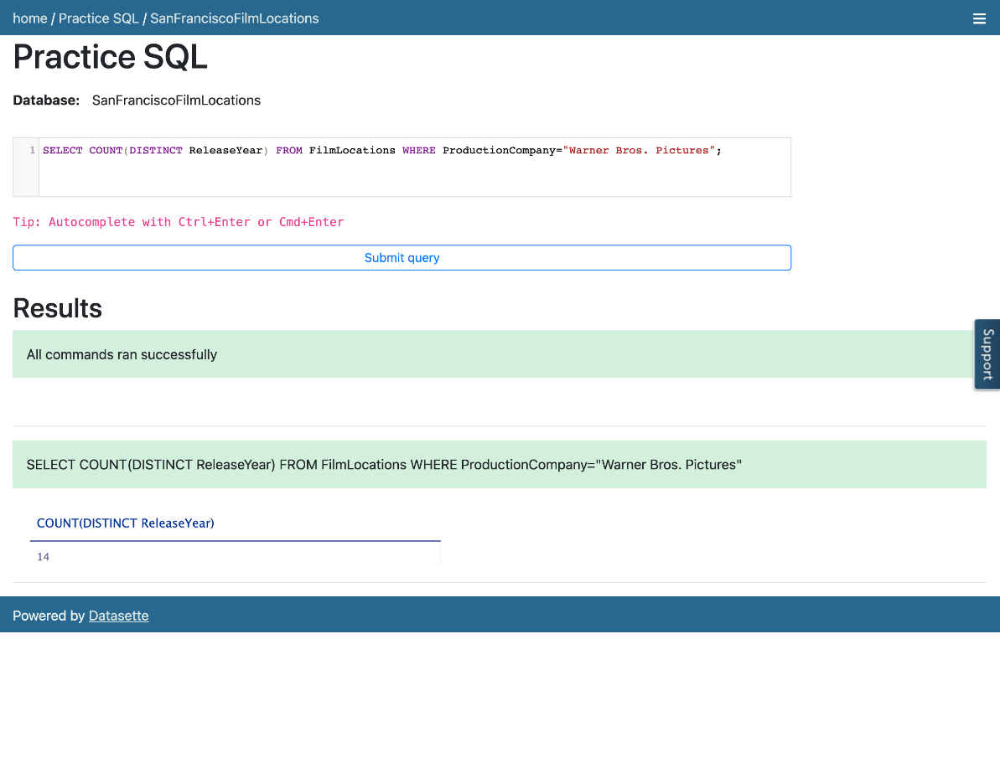 home / Practice SQL / SanFranciscoFilmLocations
Practice SQL
Database: SanFranciscoFilmLocations
1 SELECT COUNT(DISTINCT ReleaseYear) FROM FilmLocations WHERE ProductionCompany="Warner Bros. Pictures";
Tip: Autocomplete with Ctrl+Enter or Cmd+Enter
Submit query
Results
All commands ran successfully
Support
SELECT COUNT(DISTINCT ReleaseYear) FROM FilmLocations WHERE ProductionCompany="Warner Bros. Pictures"
COUNT(DISTINCT ReleaseYear)
14
Powered by Datasette